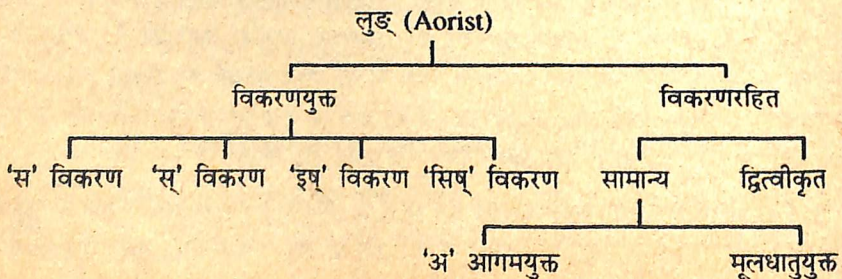 लुङ् (Aorist)
विकरणयुक्त विकरणरहित
‘स’ विकरण ‘स्’ विकरण ‘इष्’ विकरण ‘सिष्’ विकरण सामान्य द्वित्वीकृत
‘अ’ आगमयुक्त मूलधातुयुक्त